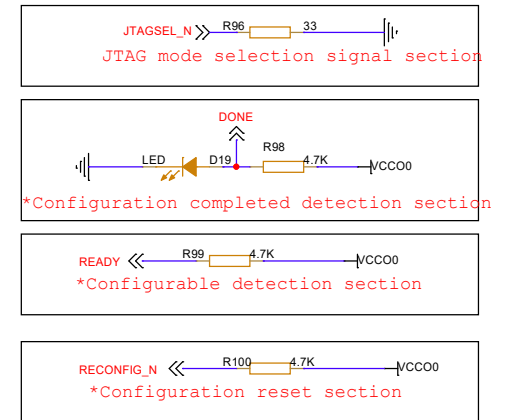 JTAGSEL_N R96 33
JTAG mode selection signal section
DONE
LED D19 R98 4.7K VCCO0
*Configuration completed detection section
READY R99 4.7K VCCO0
*Configurable detection section
RECONFIG_N R100 4.7K VCCO0
*Configuration reset section